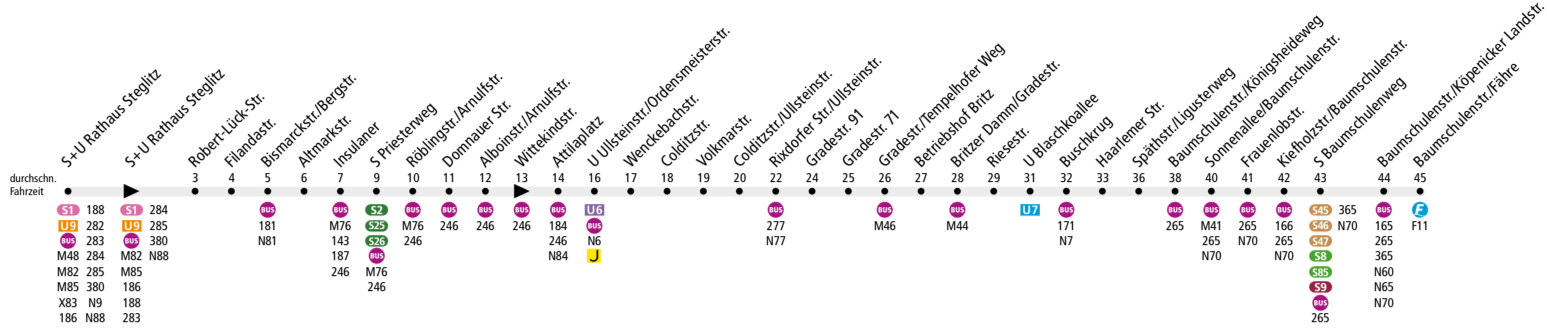 S+U Rathaus Steglitz
S+U Rathaus Steglitz
Robert-Lück-Str.
Filandastr.
Bismarckstr./Bergstr.
Altmarkstr.
Insulaner
S Priesterweg
Röblingstr./Arnulfstr.
Domnauer Str.
Alboinstr./Arnulfstr.
Wittekindstr.
Attilaplatz
U Ullsteinstr./Ordensmeisterstr.
Wenckebachstr.
Colditzstr.
Volkmarstr.
Colditzstr./Ullsteinstr.
Rixdorfer Str./Ullsteinstr.
Gradestr. 91
Gradestr. 71
Gradestr./Tempelhofer Weg
Betriebshof Britz
Britzer Damm/Gradestr.
Riesestr.
U Blaschkoallee
Buschkrug
Haarlemer Str.
Späthstr./Ligusterweg
Baumschulenstr./Königsheideweg
Sonnenallee/Baumschulenstr.
Frauenlobstr.
Kiefholzstr./Baumschulenstr.
S Baumschulenweg
Baumschulenstr./Köpenicker Landstr.
Baumschulenstr./Fähre
durchschn. 3 4 5 6 7 9 10 11 12 13 14 16 17 18 19 20 22 24 25 26 27 28 29 31 32 33 36 38 40 41 42 43 44 45
Fahrzeit
S1 188 S1 284 BUS BUS S2 BUS BUS BUS BUS BUS U6 BUS BUS BUS U7 BUS BUS BUS BUS BUS S45 365 BUS F
U9 282 U9 285 181 M76 S25 M76 246 246 246 184 BUS 277 M46 M44 171 265 M41 265 166 S46 N70 165 F11
BUS 283 BUS 380 N81 143 S26 246 246 N6 N77 N7 265 N70 265 S47 265
M48 284 M82 N88 187 BUS N84 J N70 N70 S8 365
M82 285 M85 246 M76 S85 N60
M85 380 186 246 S9 N65
X83 N9 188 BUS N70
186 N88 283 265